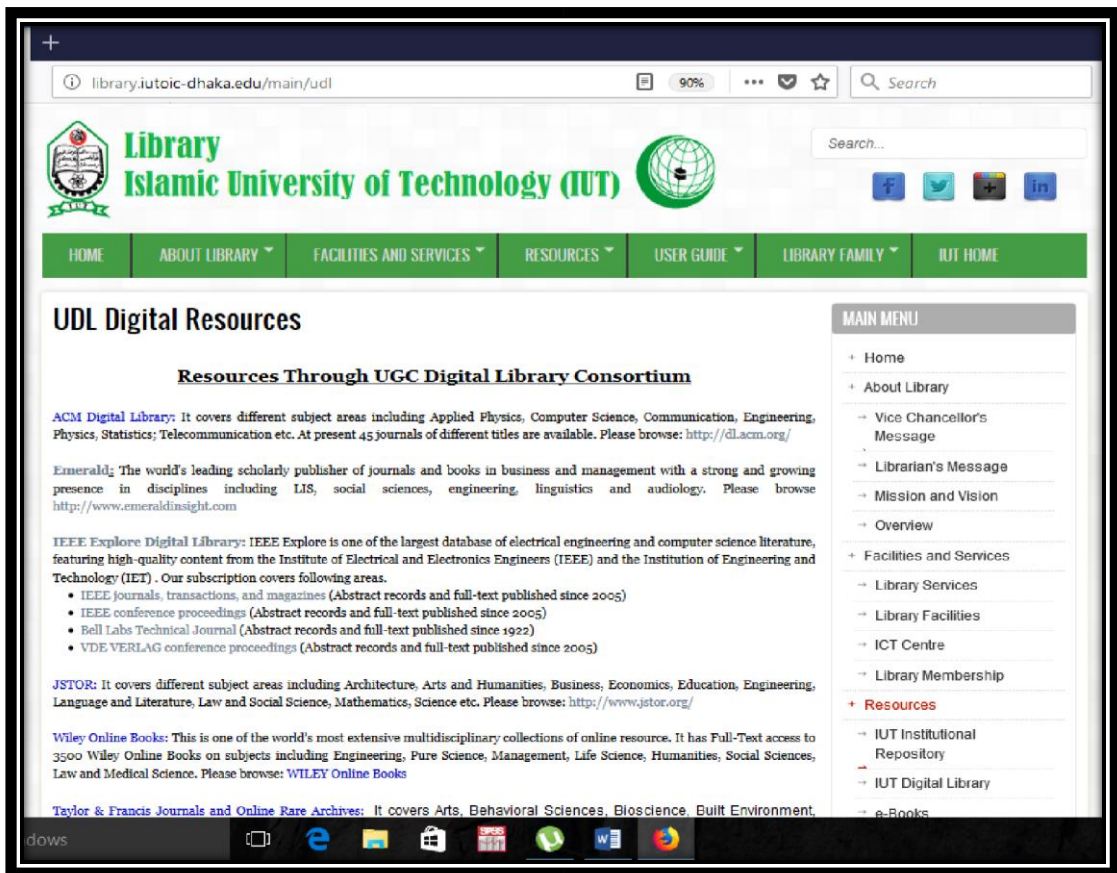 +
library.iutoic-dhaka.edu/main/udl
90%
Search
Library
Islamic University of Technology (IUT)
Search...
HOME
ABOUT LIBRARY
FACILITIES AND SERVICES
RESOURCES
USER GUIDE
LIBRARY FAMILY
IUT HOME
UDL Digital Resources
Resources Through UGC Digital Library Consortium
ACM Digital Library: It covers different subject areas including Applied Physics, Computer Science, Communication, Engineering,
Physics, Statistics; Telecommunication etc. At present 45 journals of different titles are available. Please browse: http://dl.acm.org/
Emerald: The world's leading scholarly publisher of journals and books in business and management with a strong and growing
presence in disciplines including LIS, social sciences, engineering, linguistics and audiology. Please browse
http://www.emeraldinsight.com
IEEE Explore Digital Library: IEEE Explore is one of the largest database of electrical engineering and computer science literature,
featuring high-quality content from the Institute of Electrical and Electronics Engineers (IEEE) and the Institution of Engineering and
Technology (IET) . Our subscription covers following areas.
• IEEE journals, transactions, and magazines (Abstract records and full-text published since 2005)
• IEEE conference proceedings (Abstract records and full-text published since 2005)
• Bell Labs Technical Journal (Abstract records and full-text published since 1922)
• VDE VERLAG conference proceedings (Abstract records and full-text published since 2005)
JSTOR: It covers different subject areas including Architecture, Arts and Humanities, Business, Economics, Education, Engineering,
Language and Literature, Law and Social Science, Mathematics, Science etc. Please browse: http://www.jstor.org/
Wiley Online Books: This is one of the world's most extensive multidisciplinary collections of online resource. It has Full-Text access to
3500 Wiley Online Books on subjects including Engineering, Pure Science, Management, Life Science, Humanities, Social Sciences,
Law and Medical Science. Please browse: WILEY Online Books
Taylor & Francis Journals and Online Rare Archives: It covers Arts, Behavioral Sciences, Bioscience, Built Environment,
MAIN MENU
+ Home
+ About Library
→ Vice Chancellor's
Message
→ Librarian's Message
→ Mission and Vision
→ Overview
+ Facilities and Services
→ Library Services
→ Library Facilities
→ ICT Centre
→ Library Membership
+ Resources
→ IUT Institutional
Repository
→ IUT Digital Library
→ e-Books
dows
SPSS